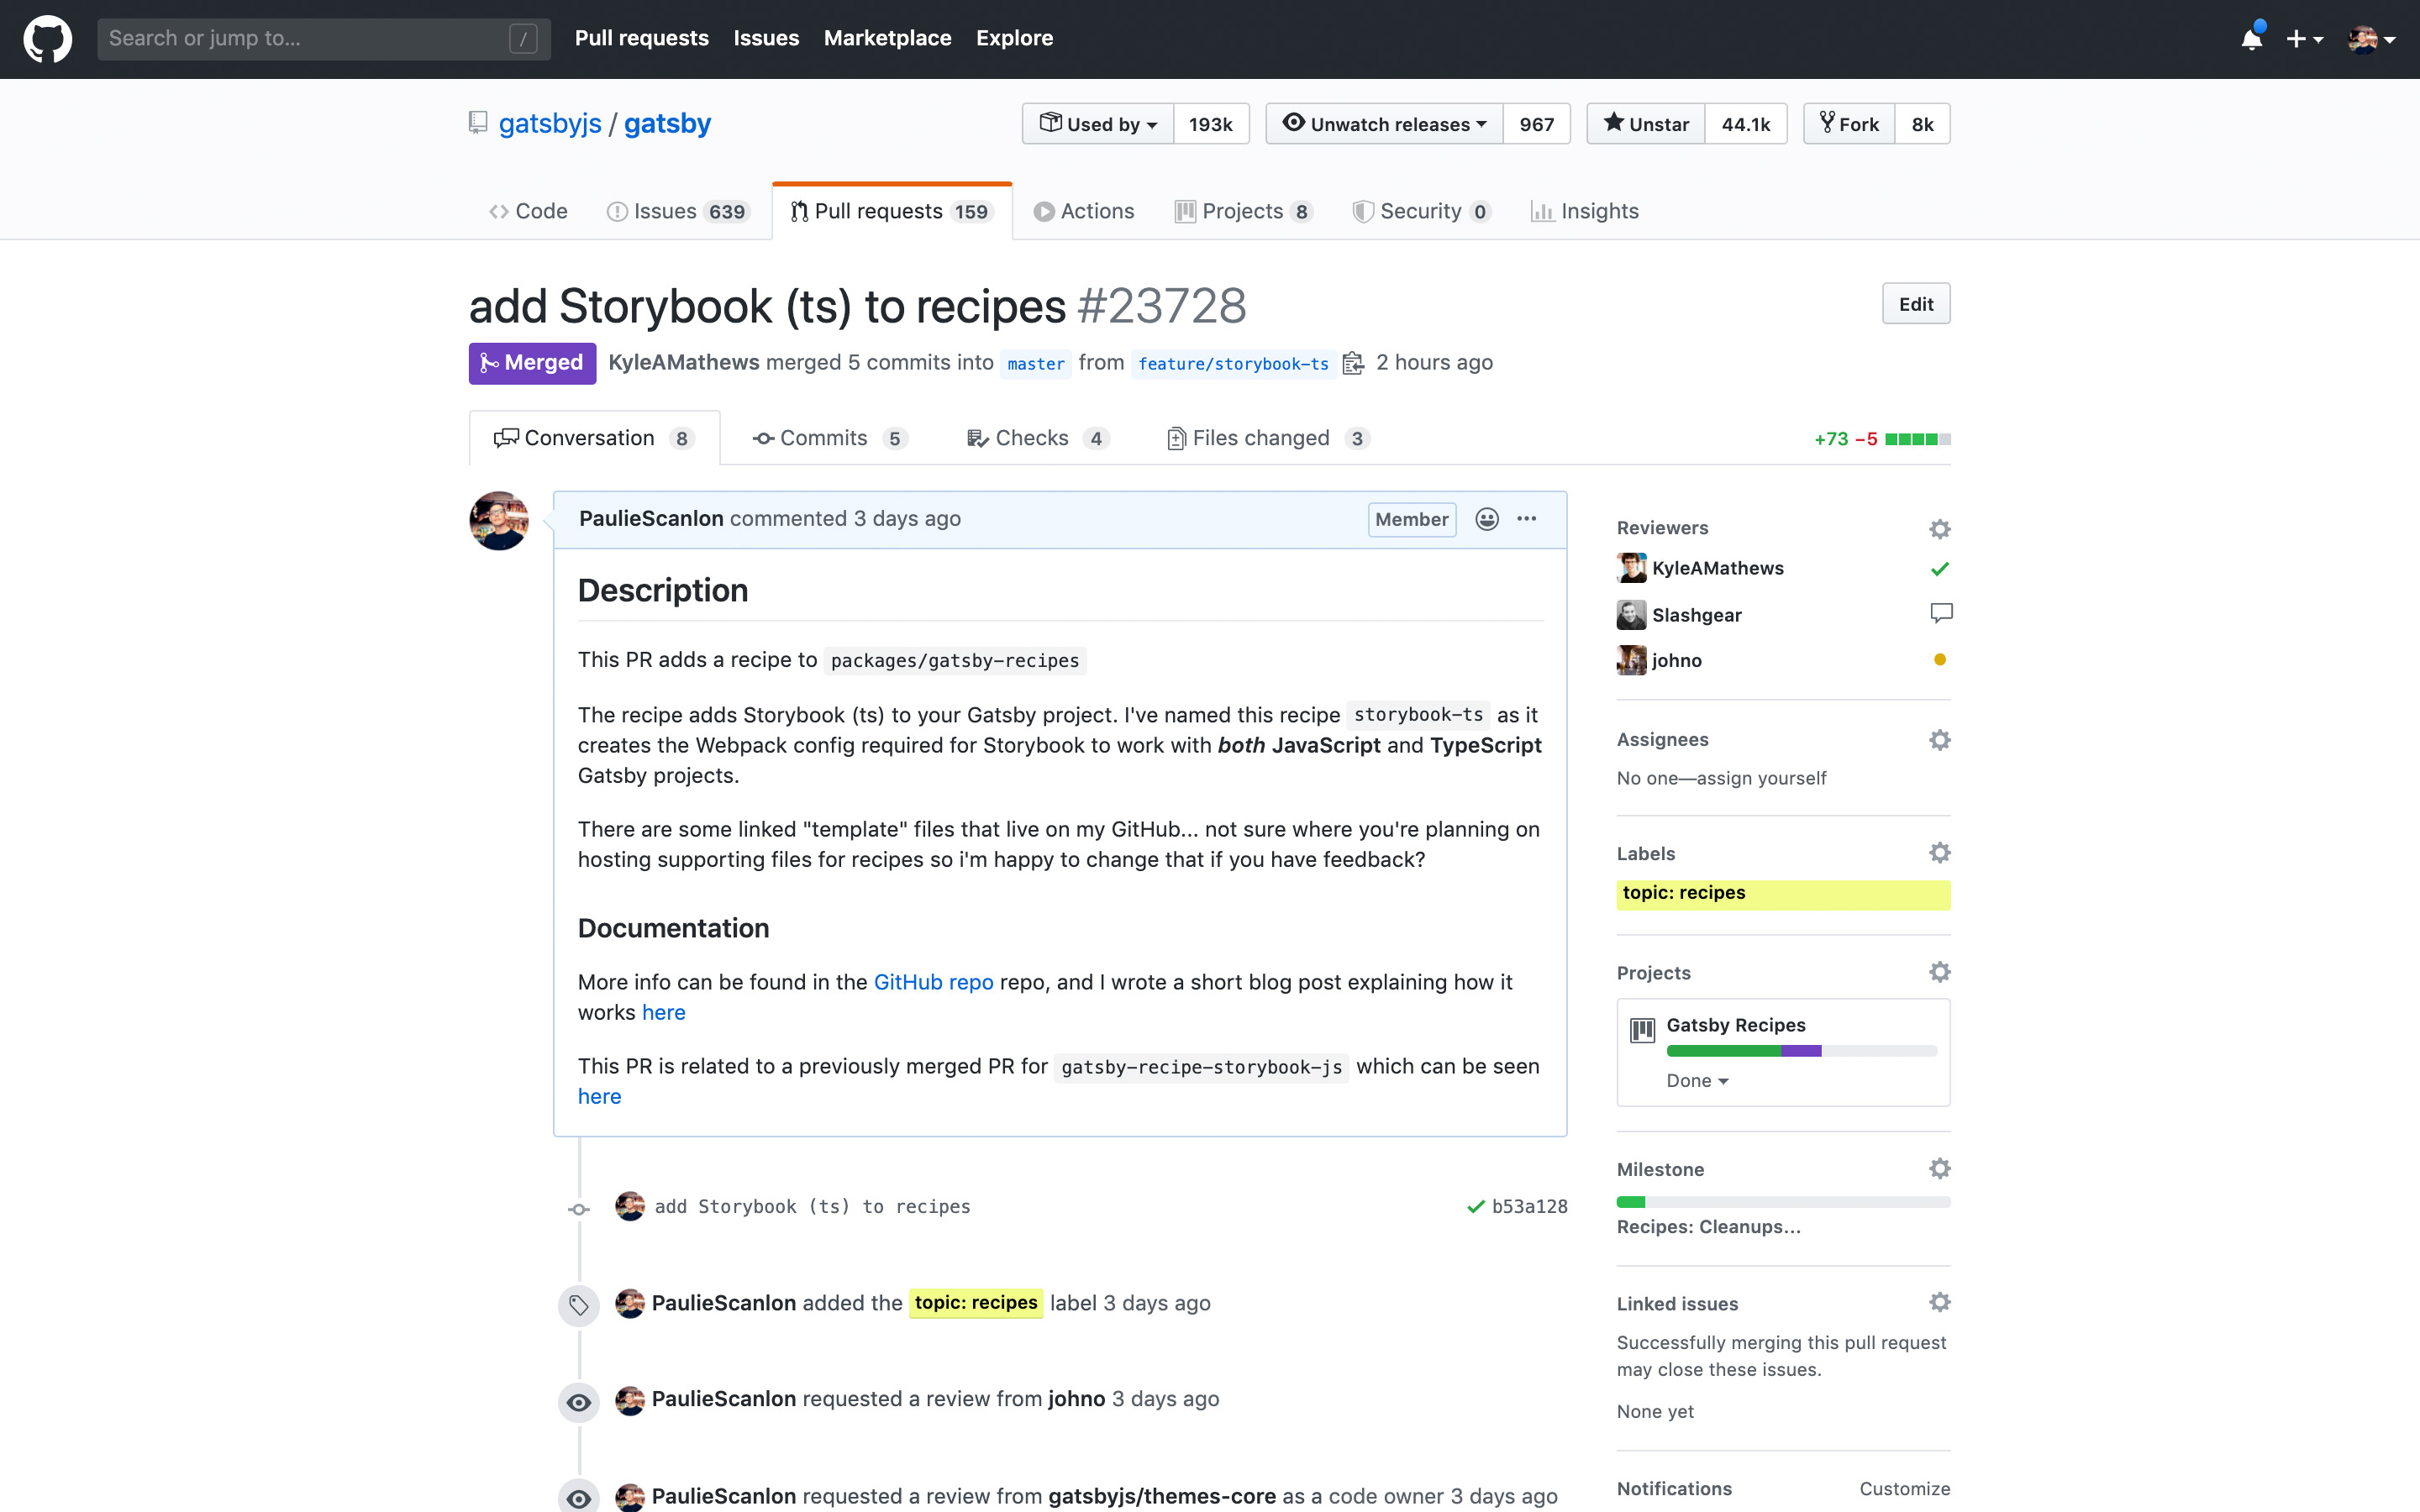 Search or jump to... / Pull requests Issues Marketplace Explore
gatsbyjs / gatsby Used by 193k Unwatch releases 967 Unstar 44.1k Fork 8k
Code Issues 639 Pull requests 159 Actions Projects 8 Security 0 Insights
add Storybook (ts) to recipes #23728 Edit
Merged KyleAMathews merged 5 commits into master from feature/storybook-ts 2 hours ago
Conversation 8 Commits 5 Checks 4 Files changed 3 +73 −5
PaulieScanlon commented 3 days ago Member
Description
This PR adds a recipe to packages/gatsby-recipes
The recipe adds Storybook (ts) to your Gatsby project. I've named this recipe storybook-ts as it
creates the Webpack config required for Storybook to work with both JavaScript and TypeScript
Gatsby projects.
There are some linked "template" files that live on my GitHub... not sure where you're planning on
hosting supporting files for recipes so i'm happy to change that if you have feedback?
Documentation
More info can be found in the GitHub repo repo, and I wrote a short blog post explaining how it
works here
This PR is related to a previously merged PR for gatsby-recipe-storybook-js which can be seen
here
add Storybook (ts) to recipes b53a128
PaulieScanlon added the topic: recipes label 3 days ago
PaulieScanlon requested a review from johno 3 days ago
PaulieScanlon requested a review from gatsbyjs/themes-core as a code owner 3 days ago
Reviewers
KyleAMathews
Slashgear
johno
Assignees
No one—assign yourself
Labels
topic: recipes
Projects
Gatsby Recipes
Done
Milestone
Recipes: Cleanups...
Linked issues
Successfully merging this pull request
may close these issues.
None yet
Notifications Customize